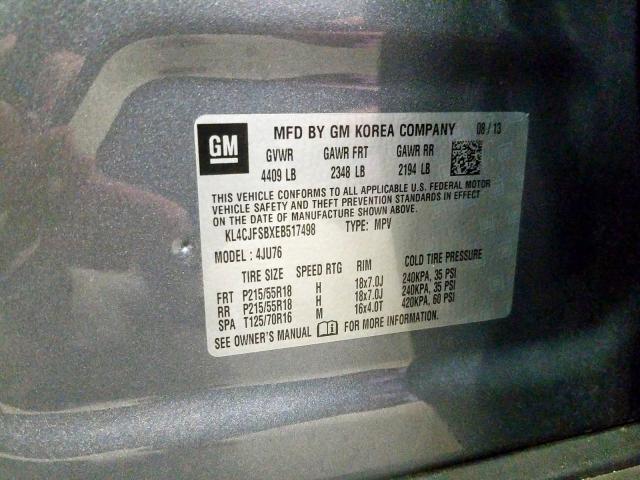 GM MFD BY GM KOREA COMPANY 08/13
GVWR GAWR FRT GAWR RR
4409 LB 2348 LB 2194 LB
THIS VEHICLE CONFORMS TO ALL APPLICABLE U.S. FEDERAL MOTOR
VEHICLE SAFETY AND THEFT PREVENTION STANDARDS IN EFFECT
ON THE DATE OF MANUFACTURE SHOWN ABOVE.
KL4CJFSBXEB517498 TYPE: MPV
MODEL : 4JU76
TIRE SIZE SPEED RTG RIM COLD TIRE PRESSURE
FRT P215/55R18 H 18x7.0J 240KPA, 35 PSI
RR P215/55R18 H 18x7.0J 240KPA, 35 PSI
SPA T125/70R16 M 16x4.0T 420KPA, 60 PSI
SEE OWNER'S MANUAL FOR MORE INFORMATION.